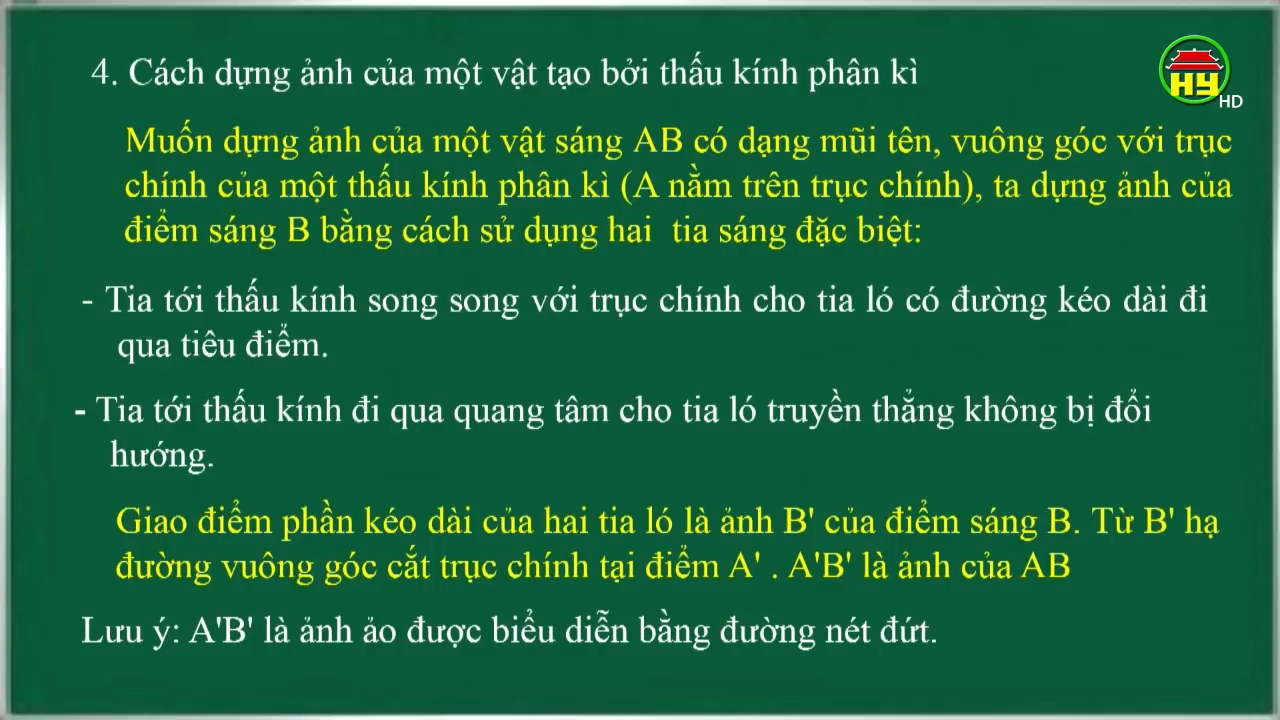 4. Cách dựng ảnh của một vật tạo bởi thấu kính phân kì
HY
HD
Muốn dựng ảnh của một vật sáng AB có dạng mũi tên, vuông góc với trục
chính của một thấu kính phân kì (A nằm trên trục chính), ta dựng ảnh của
điểm sáng B bằng cách sử dụng hai tia sáng đặc biệt:
- Tia tới thấu kính song song với trục chính cho tia ló có đường kéo dài đi
qua tiêu điểm.
- Tia tới thấu kính đi qua quang tâm cho tia ló truyền thẳng không bị đổi
hướng.
Giao điểm phần kéo dài của hai tia ló là ảnh B' của điểm sáng B. Từ B' hạ
đường vuông góc cắt trục chính tại điểm A' . A'B' là ảnh của AB
Lưu ý: A'B' là ảnh ảo được biểu diễn bằng đường nét đứt.